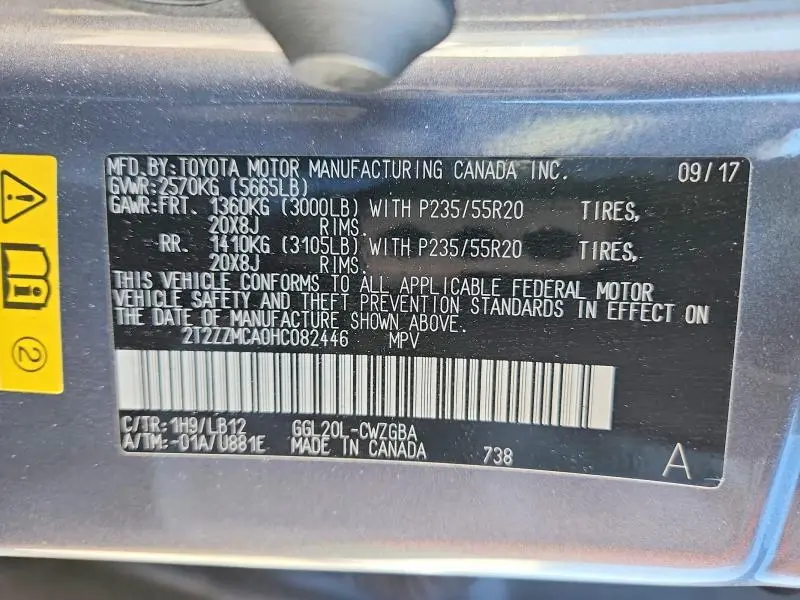 MFD.BY:TOYOTA MOTOR MANUFACTURING CANADA INC. 09/17
GVWR:2570KG (5665LB)
GAWR:FRT. 1360KG (3000LB) WITH P235/55R20 TIRES,
20X8J RIMS.
RR. 1410KG (3105LB) WITH P235/55R20 TIRES,
20X8J RIMS.
THIS VEHICLE CONFORMS TO ALL APPLICABLE FEDERAL MOTOR
VEHICLE SAFETY AND THEFT PREVENTION STANDARDS IN EFFECT ON
THE DATE OF MANUFACTURE SHOWN ABOVE.
2T2ZZMCA0HC082446 MPV
C/TR:1H9/LB12 GGL20L-CWZGBA
A/TM:-01A/U881E MADE IN CANADA 738 A
2